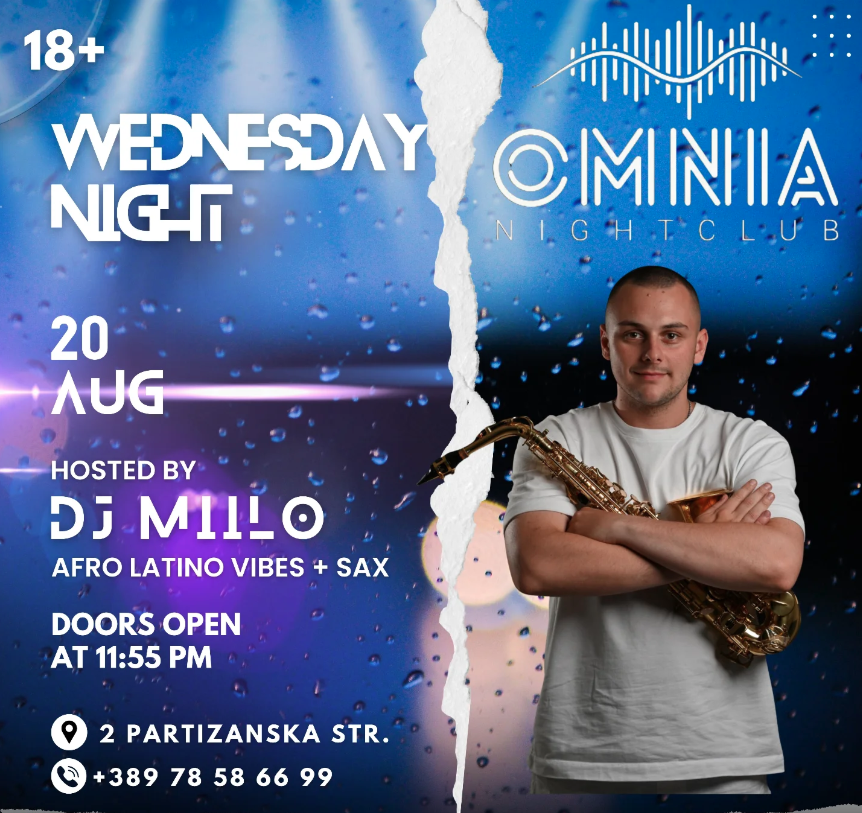 18+
WEDNESDAY
NIGHT
OMNIA
NIGHTCLUB
20
AUG
HOSTED BY
DJ MILLO
AFRO LATINO VIBES + SAX
DOORS OPEN
AT 11:55 PM
2 PARTIZANSKA STR.
+389 78 58 66 99